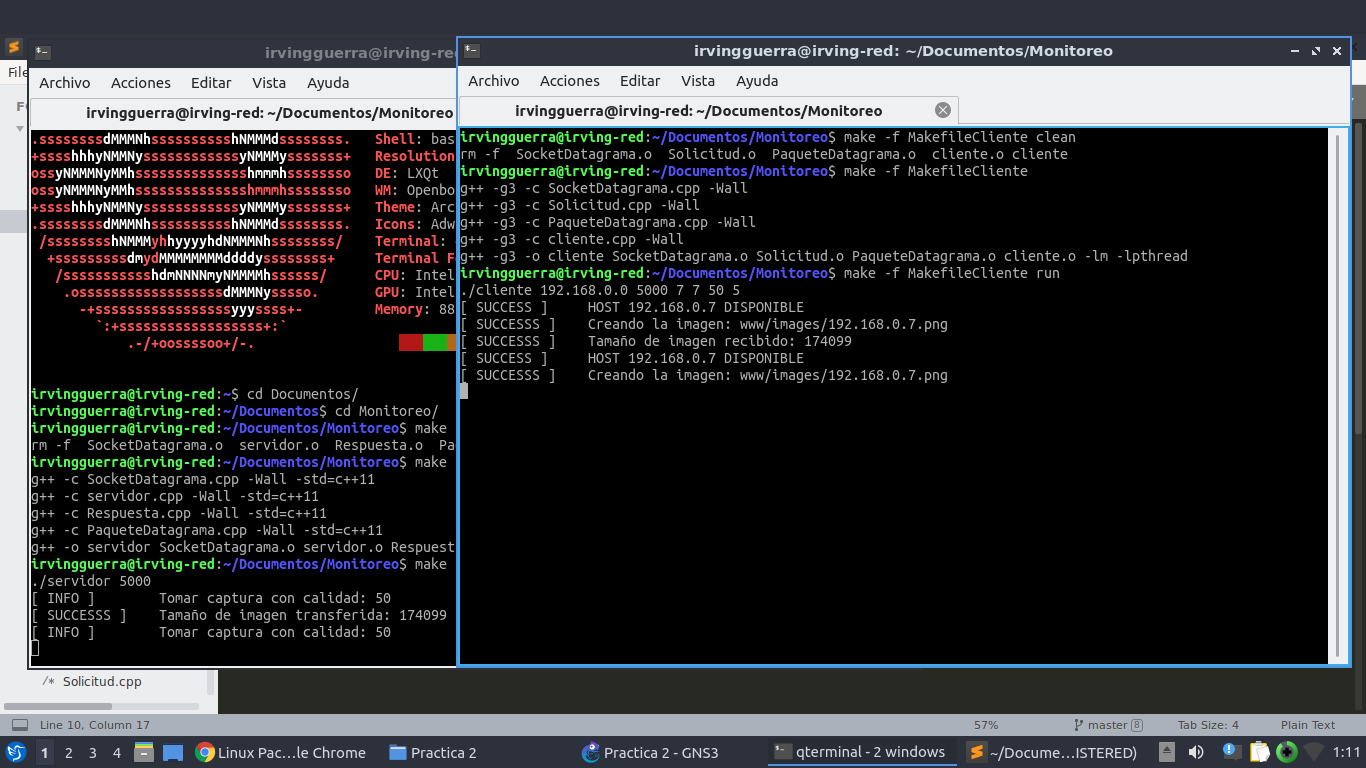 File
irvingguerra@irving-red
Archivo Acciones Editar Vista Ayuda
irvingguerra@irving-red: ~/Documentos/Monitoreo
.ssssssssdMMMNhsssssssssshNMMMdssssssss. Shell: bas
+sssshhhyNMMNyssssssssssssyNMMMysssssss+ Resolution
ossyNMMMNyMMhsssssssssssssshmmmhssssssso DE: LXQt
ossyNMMMNyMMhsssssssssssssshmmmhssssssso WM: Openbo
+sssshhhyNMMNyssssssssssssyNMMMysssssss+ Theme: Arc
.ssssssssdMMMNhsssssssssshNMMMdssssssss. Icons: Adw
/sssssssshNMMMyhhyyyyhdNMMMNhssssssss/ Terminal:
+sssssssssdmydMMMMMMMMddddyssssssss+ Terminal F
/ssssssssssshdmNNNNmyNMMMMhssssss/ CPU: Intel
.ossssssssssssssssssdMMMNysssso. GPU: Intel
-+sssssssssssssssssyyyssss+- Memory: 88
`:+ssssssssssssssssss+:`
.-/+oossssoo+/-.
irvingguerra@irving-red:~$ cd Documentos/
irvingguerra@irving-red:~/Documentos$ cd Monitoreo/
irvingguerra@irving-red:~/Documentos/Monitoreo$ make
rm -f SocketDatagrama.o servidor.o Respuesta.o Pa
irvingguerra@irving-red:~/Documentos/Monitoreo$ make
g++ -c SocketDatagrama.cpp -Wall -std=c++11
g++ -c servidor.cpp -Wall -std=c++11
g++ -c Respuesta.cpp -Wall -std=c++11
g++ -c PaqueteDatagrama.cpp -Wall -std=c++11
g++ -o servidor SocketDatagrama.o servidor.o Respuest
irvingguerra@irving-red:~/Documentos/Monitoreo$ make
./servidor 5000
[ INFO ] Tomar captura con calidad: 50
[ SUCCESSS ] Tamaño de imagen transferida: 174099
[ INFO ] Tomar captura con calidad: 50
irvingguerra@irving-red: ~/Documentos/Monitoreo
Archivo Acciones Editar Vista Ayuda
irvingguerra@irving-red: ~/Documentos/Monitoreo
irvingguerra@irving-red:~/Documentos/Monitoreo$ make -f MakefileCliente clean
rm -f SocketDatagrama.o Solicitud.o PaqueteDatagrama.o cliente.o cliente
irvingguerra@irving-red:~/Documentos/Monitoreo$ make -f MakefileCliente
g++ -g3 -c SocketDatagrama.cpp -Wall
g++ -g3 -c Solicitud.cpp -Wall
g++ -g3 -c PaqueteDatagrama.cpp -Wall
g++ -g3 -c cliente.cpp -Wall
g++ -g3 -o cliente SocketDatagrama.o Solicitud.o PaqueteDatagrama.o cliente.o -lm -lpthread
irvingguerra@irving-red:~/Documentos/Monitoreo$ make -f MakefileCliente run
./cliente 192.168.0.0 5000 7 7 50 5
[ SUCCESS ] HOST 192.168.0.7 DISPONIBLE
[ SUCCESSS ] Creando la imagen: www/images/192.168.0.7.png
[ SUCCESSS ] Tamaño de imagen recibido: 174099
[ SUCCESS ] HOST 192.168.0.7 DISPONIBLE
[ SUCCESSS ] Creando la imagen: www/images/192.168.0.7.png
/* Solicitud.cpp
Line 10, Column 17 57% master 8 Tab Size: 4 Plain Text
1 2 3 4 Linux Pac…le Chrome Practica 2 Practica 2 - GNS3 qterminal - 2 windows ~/Docume…ISTERED) 1:11